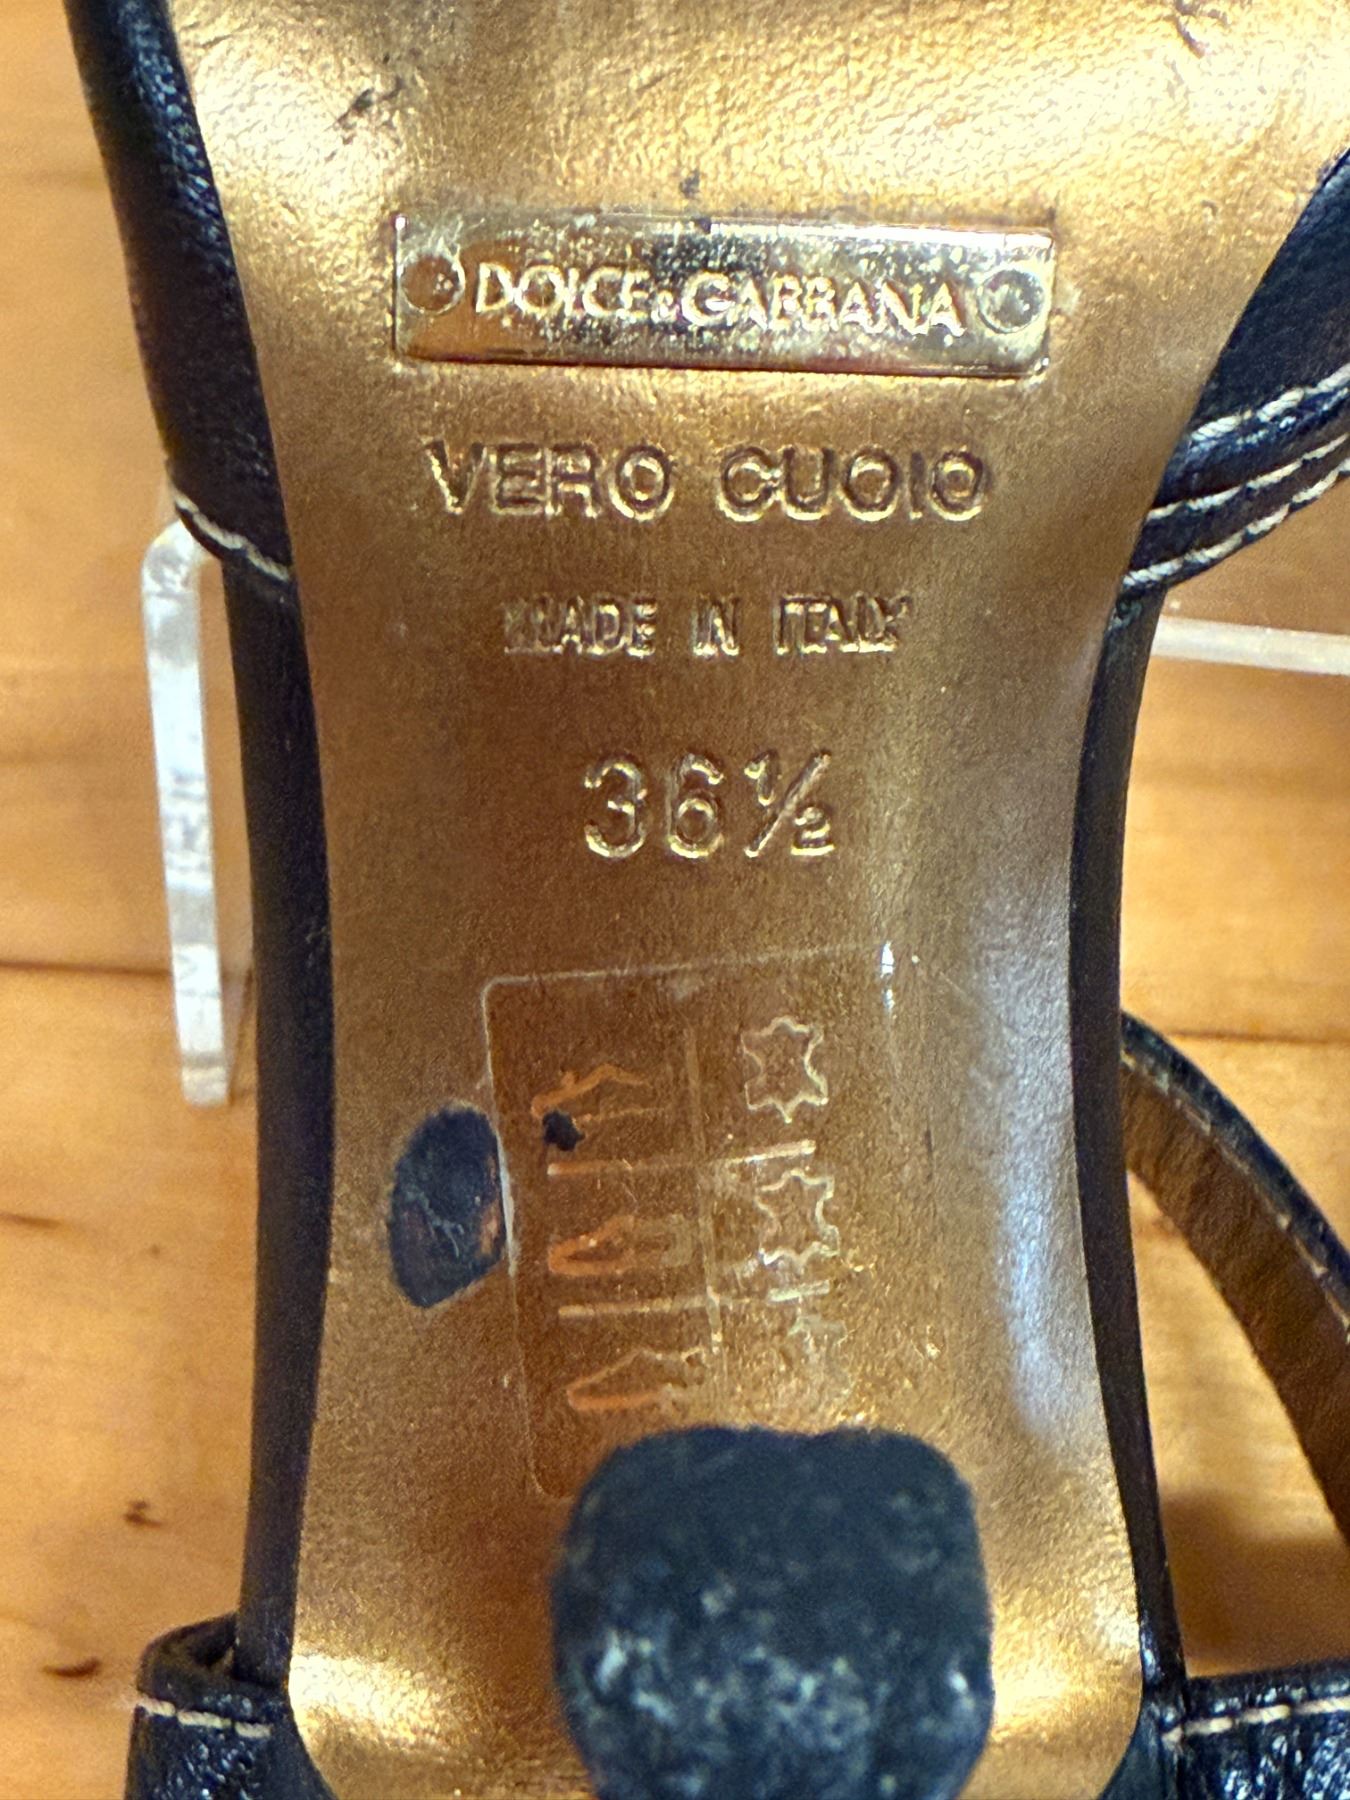 DOLCE&GABBANA
VERO CUOIO
MADE IN ITALY
36½